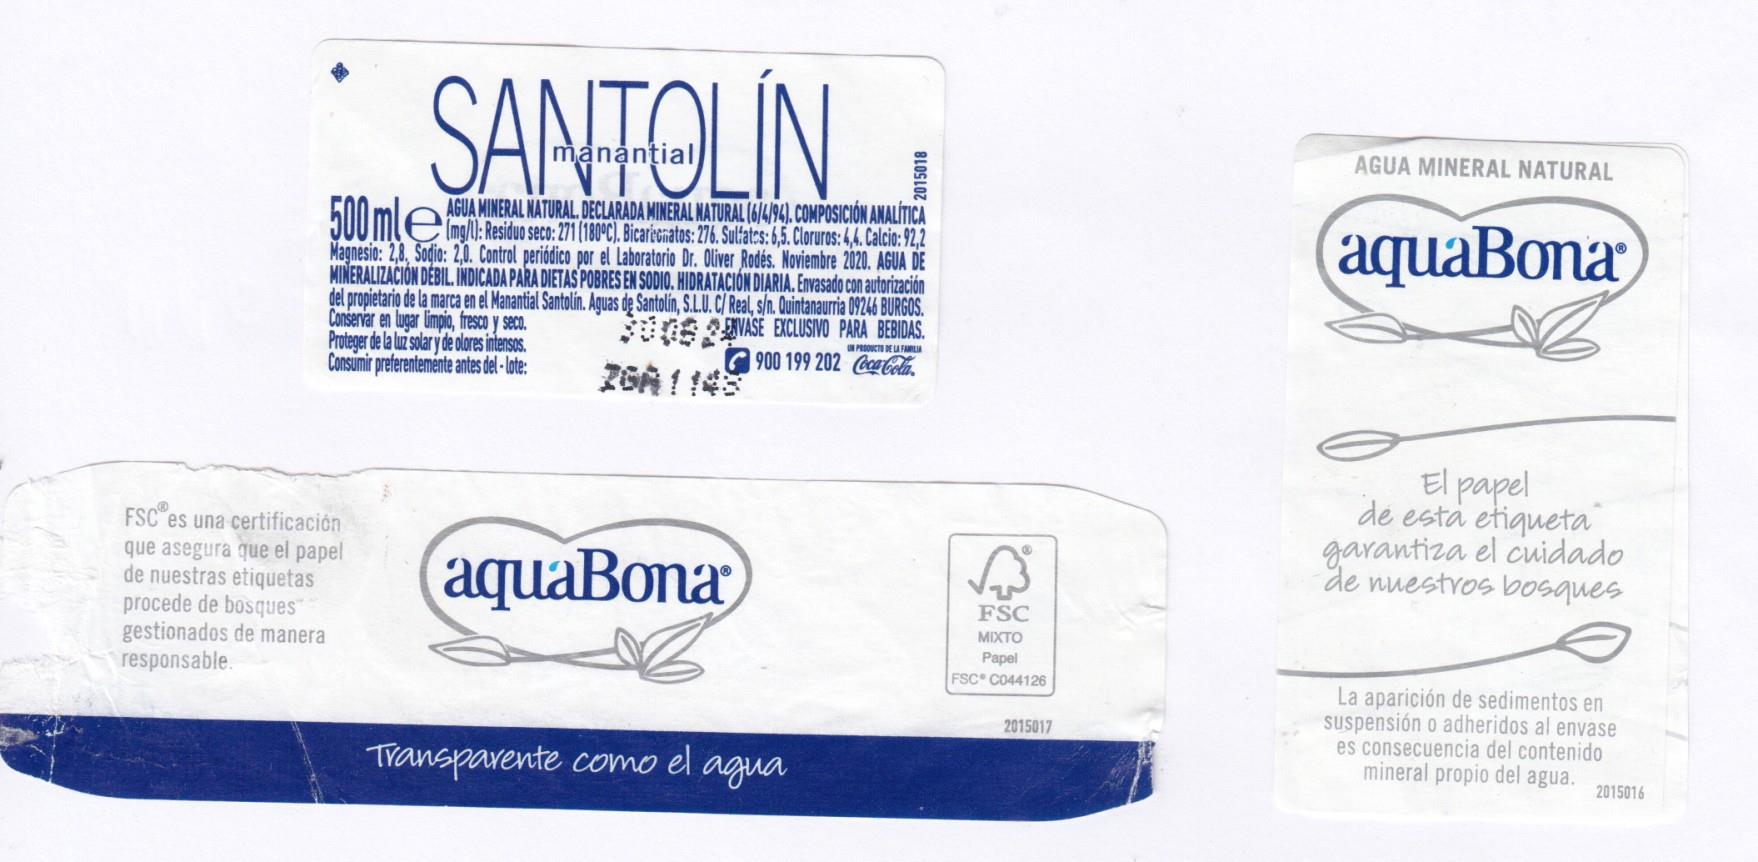 SANTOLÍN
manantial
2015018
500 ml e
AGUA MINERAL NATURAL. DECLARADA MINERAL NATURAL (6/4/94). COMPOSICIÓN ANALÍTICA
(mg/l): Residuo seco: 271 (180ºC). Bicarbonatos: 276. Sulfatos: 6,5. Cloruros: 4,4. Calcio: 92,2
Magnesio: 2,8, Sodio: 2,0. Control periódico por el Laboratorio Dr. Oliver Rodés. Noviembre 2020. AGUA DE
MINERALIZACIÓN DÉBIL. INDICADA PARA DIETAS POBRES EN SODIO. HIDRATACIÓN DIARIA. Envasado con autorización
del propietario de la marca en el Manantial Santolín. Aguas de Santolín, S.L.U. C/ Real, s/n. Quintanaurria 09246 BURGOS.
Conservar en lugar limpio, fresco y seco.
ENVASE EXCLUSIVO PARA BEBIDAS.
Proteger de la luz solar y de olores intensos.
Consumir preferentemente antes del - lote:
900 199 202
UN PRODUCTO DE LA FAMILIA
Coca-Cola.
FSC® es una certificación
que asegura que el papel
de nuestras etiquetas
procede de bosques
gestionados de manera
responsable.
aquaBona®
FSC®
MIXTO
Papel
FSC® C044126
2015017
Transparente como el agua
AGUA MINERAL NATURAL
aquaBona®
El papel
de esta etiqueta
garantiza el cuidado
de nuestros bosques
La aparición de sedimentos en
suspensión o adheridos al envase
es consecuencia del contenido
mineral propio del agua.
2015016